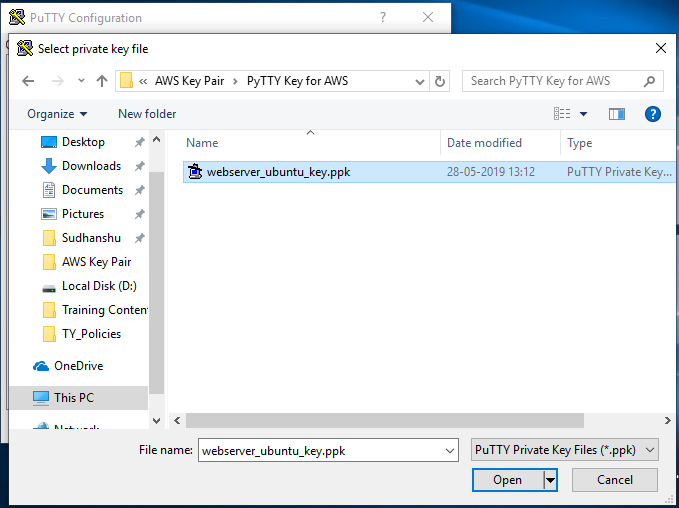 PuTTY Configuration
Select private key file
« AWS Key Pair › PyTTY Key for AWS
Search PyTTY Key for AWS
Organize
New folder
Name
Date modified
Type
Desktop
Downloads
Documents
Pictures
Sudhanshu
AWS Key Pair
Local Disk (D:)
Training Conten
TY_Policies
OneDrive
This PC
Network
webserver_ubuntu_key.ppk 28-05-2019 13:12 PuTTY Private Key...
File name: webserver_ubuntu_key.ppk
PuTTY Private Key Files (*.ppk)
Open
Cancel